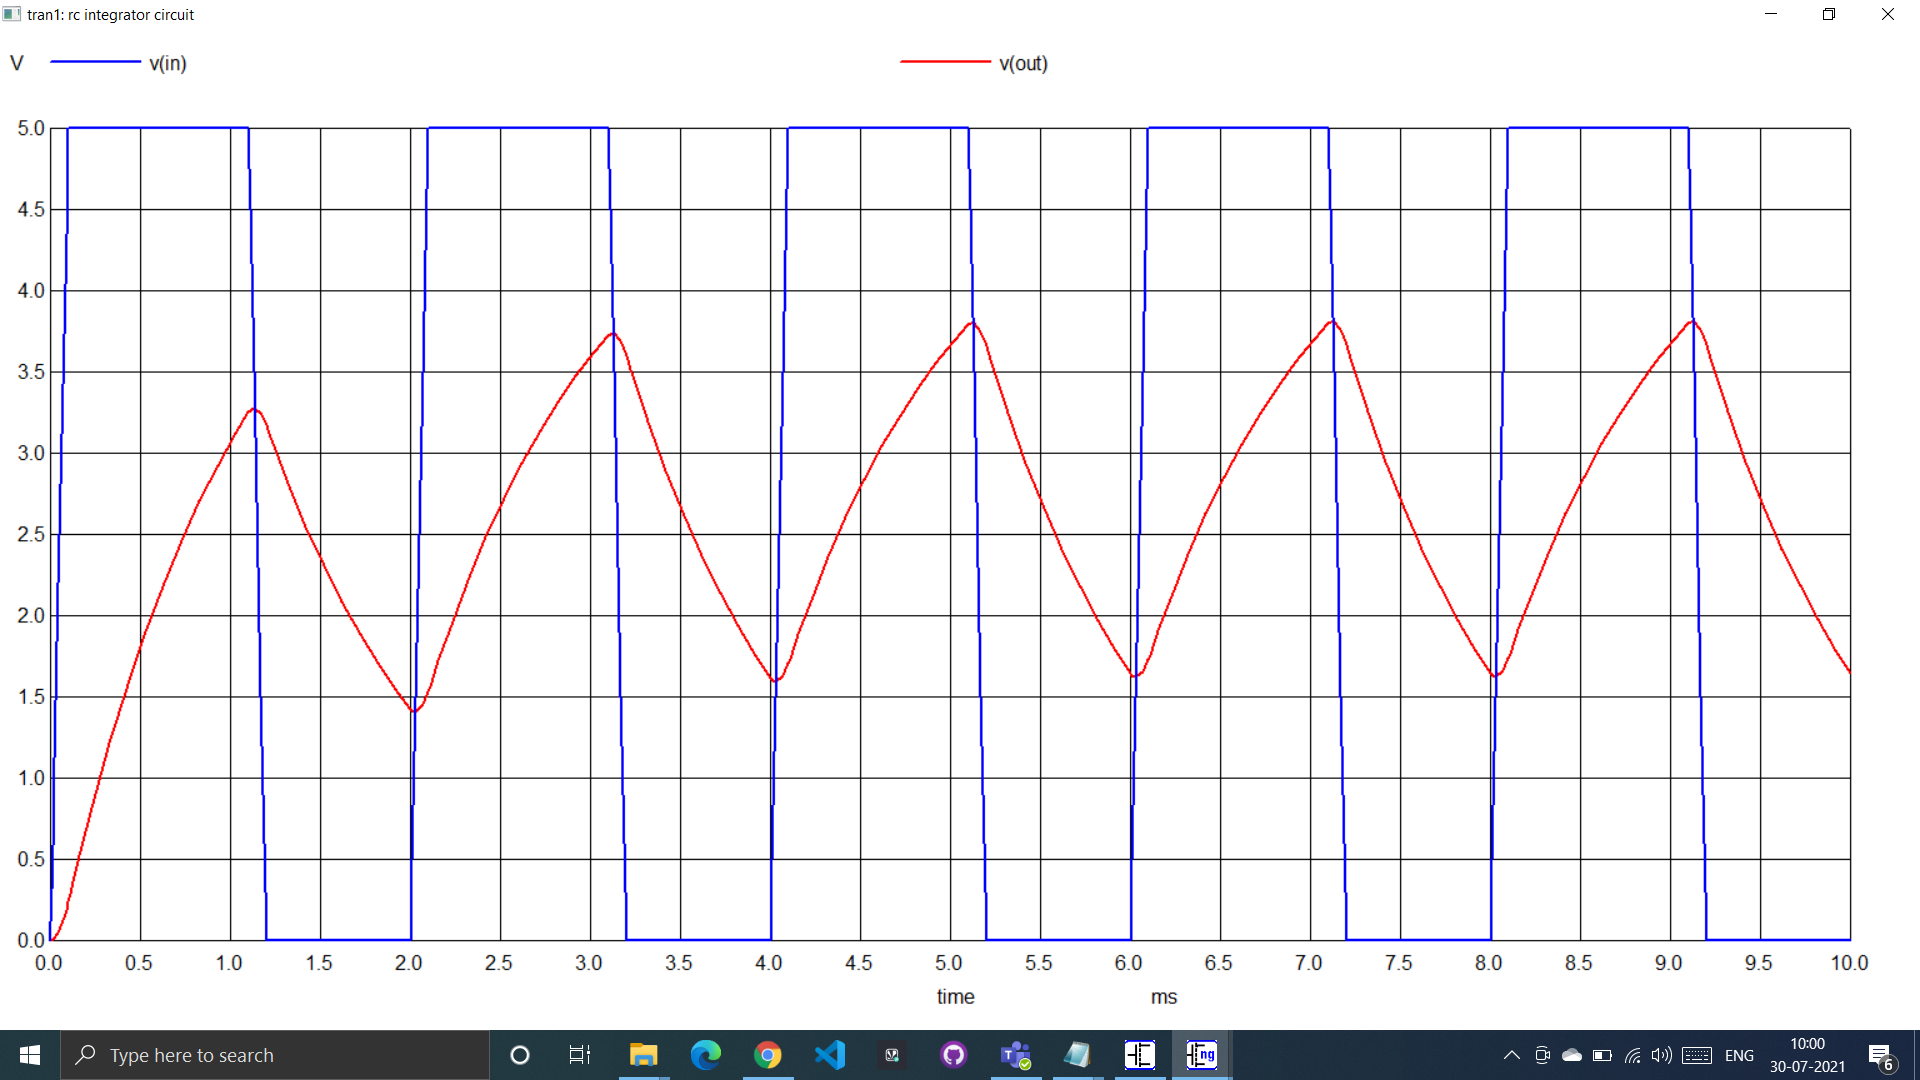 tran1: rc integrator circuit
V v(in) v(out)
5.0
4.5
4.0
3.5
3.0
2.5
2.0
1.5
1.0
0.5
0.0
0.0 0.5 1.0 1.5 2.0 2.5 3.0 3.5 4.0 4.5 5.0 5.5 6.0 6.5 7.0 7.5 8.0 8.5 9.0 9.5 10.0
time ms
Type here to search
T
ng
ENG
10:00
30-07-2021
6